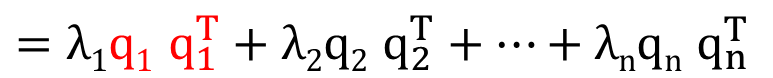 = λ₁q₁ q₁ᵀ + λ₂q₂ q₂ᵀ + ⋯ + λₙqₙ qₙᵀ